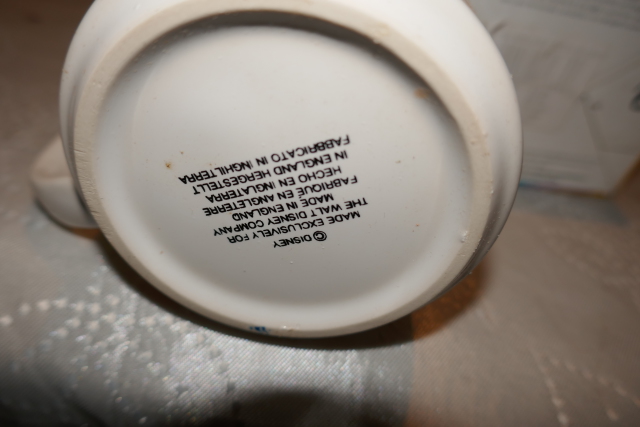 © DISNEY
MADE EXCLUSIVELY FOR
THE WALT DISNEY COMPANY
MADE IN ENGLAND
FABRIQUE EN ANGLETERRE
HECHO EN INGLATERRA
IN ENGLAND HERGESTELLT
FABBRICATO IN INGHILTERRA